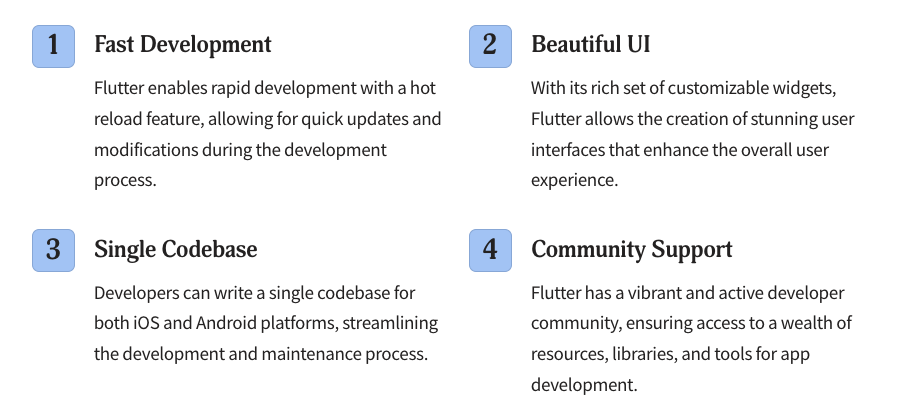 1
Fast Development
Flutter enables rapid development with a hot
reload feature, allowing for quick updates and
modifications during the development
process.
2
Beautiful UI
With its rich set of customizable widgets,
Flutter allows the creation of stunning user
interfaces that enhance the overall user
experience.
3
Single Codebase
Developers can write a single codebase for
both iOS and Android platforms, streamlining
the development and maintenance process.
4
Community Support
Flutter has a vibrant and active developer
community, ensuring access to a wealth of
resources, libraries, and tools for app
development.